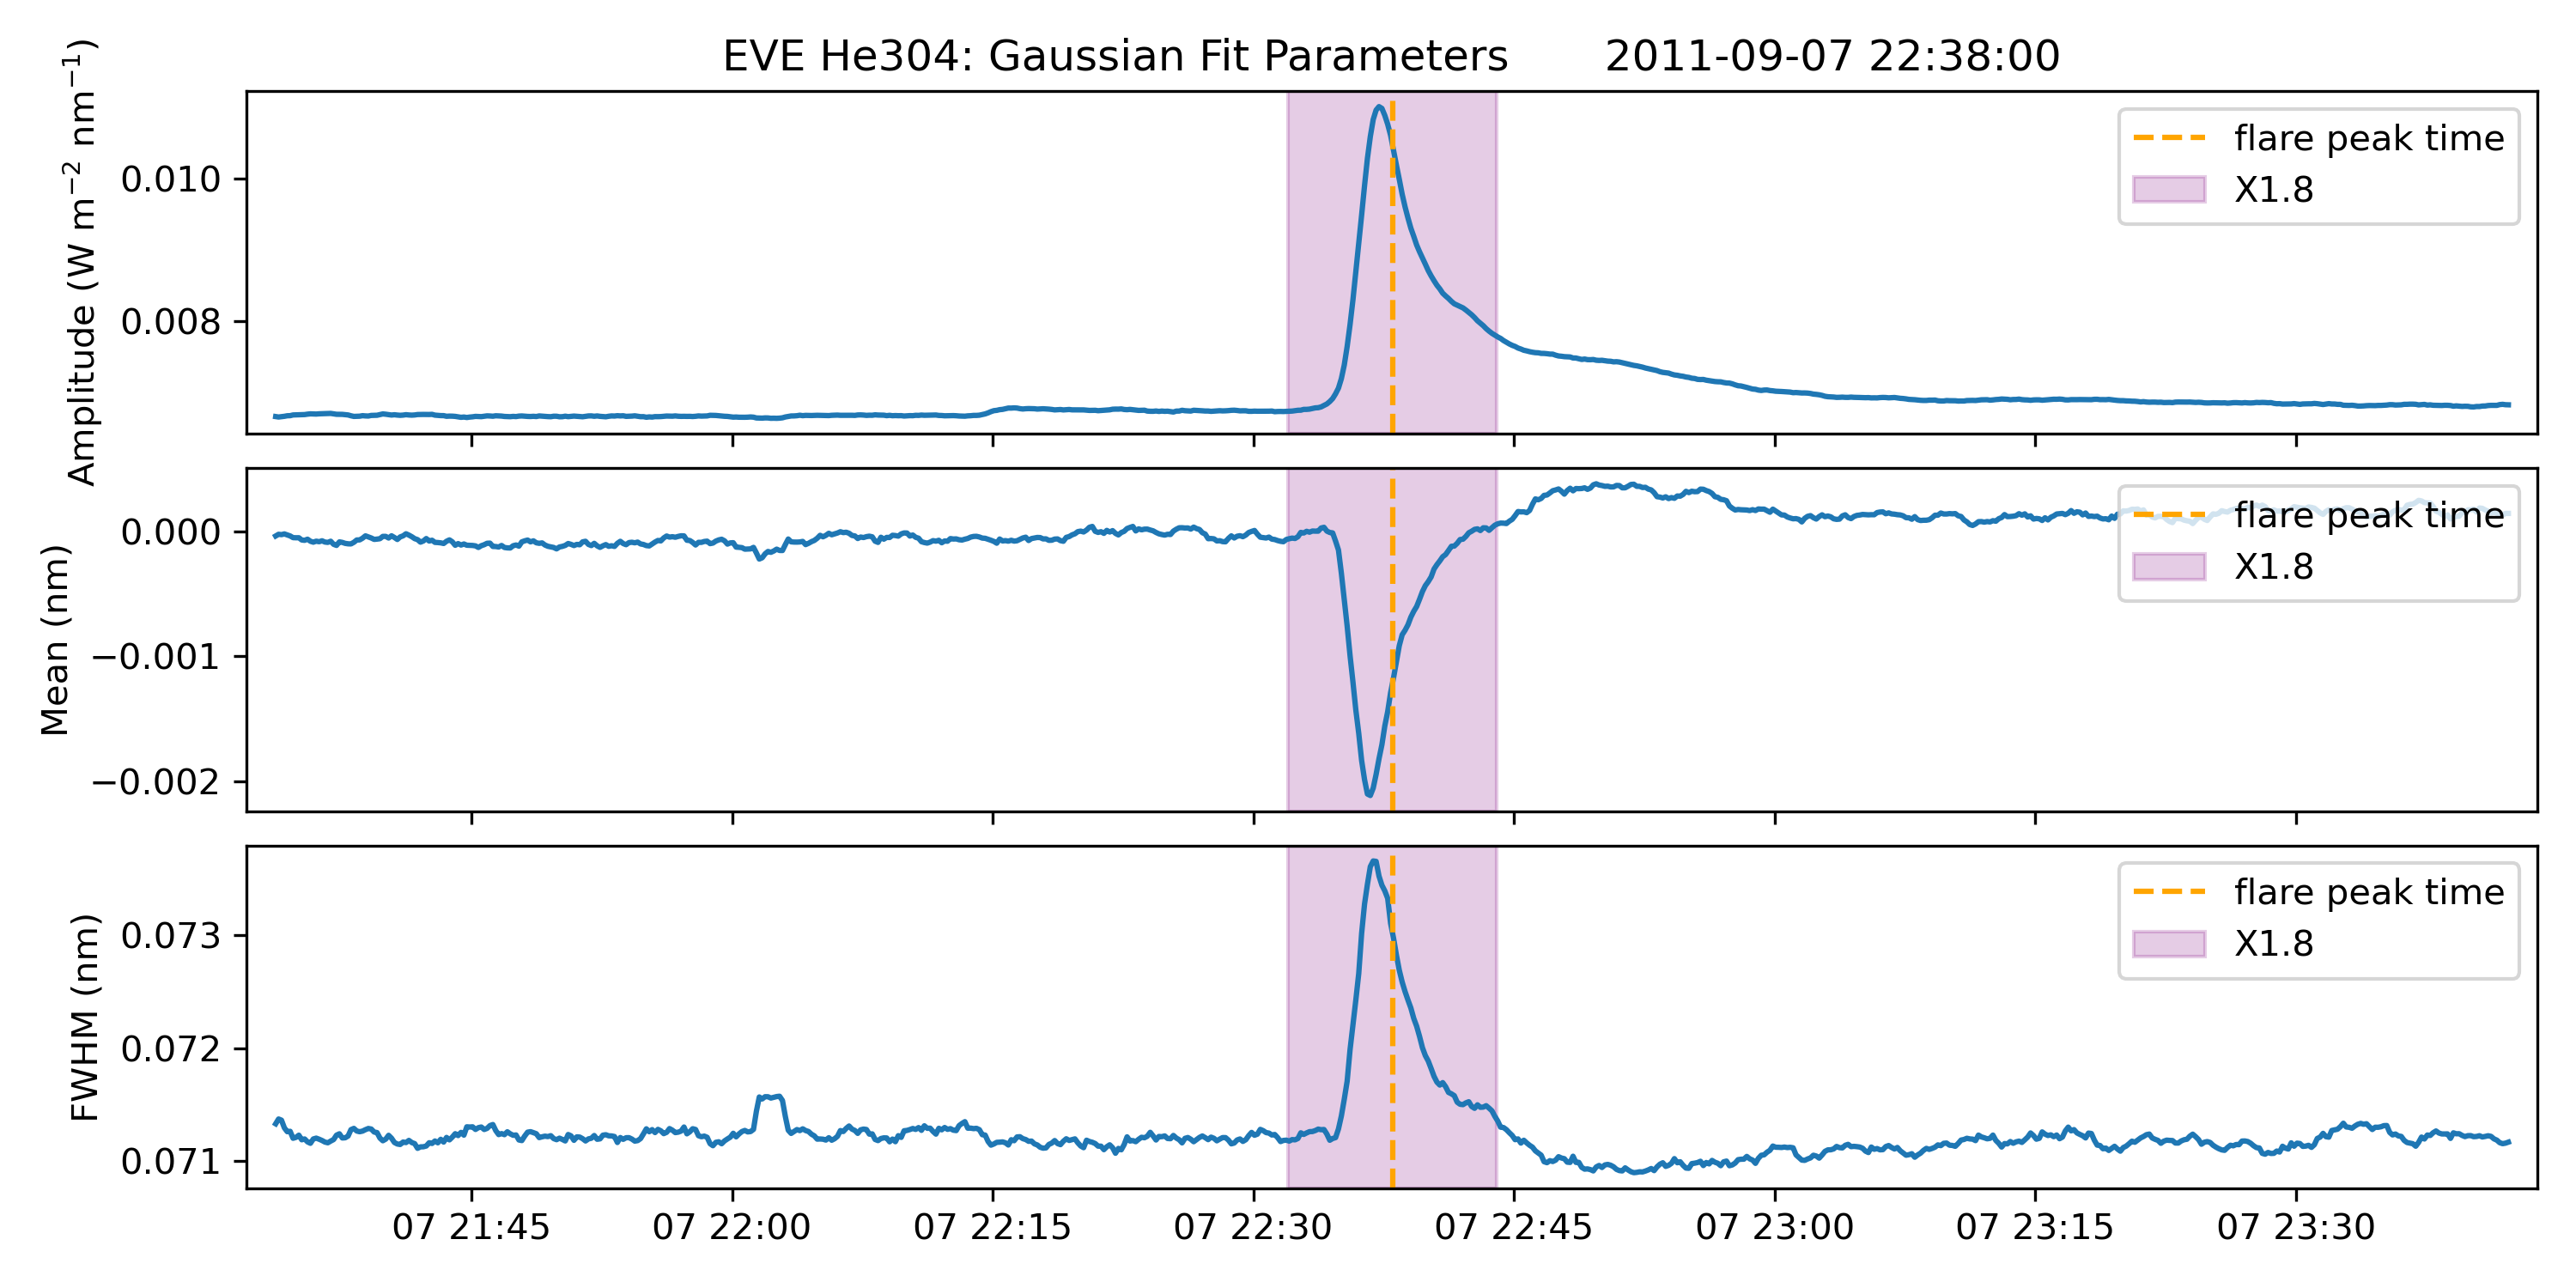 EVE He304: Gaussian Fit Parameters 2011-09-07 22:38:00
Amplitude (W m⁻² nm⁻¹)
0.010
0.008
flare peak time
X1.8
Mean (nm)
0.000
−0.001
−0.002
flare peak time
X1.8
FWHM (nm)
0.073
0.072
0.071
flare peak time
X1.8
07 21:45 07 22:00 07 22:15 07 22:30 07 22:45 07 23:00 07 23:15 07 23:30